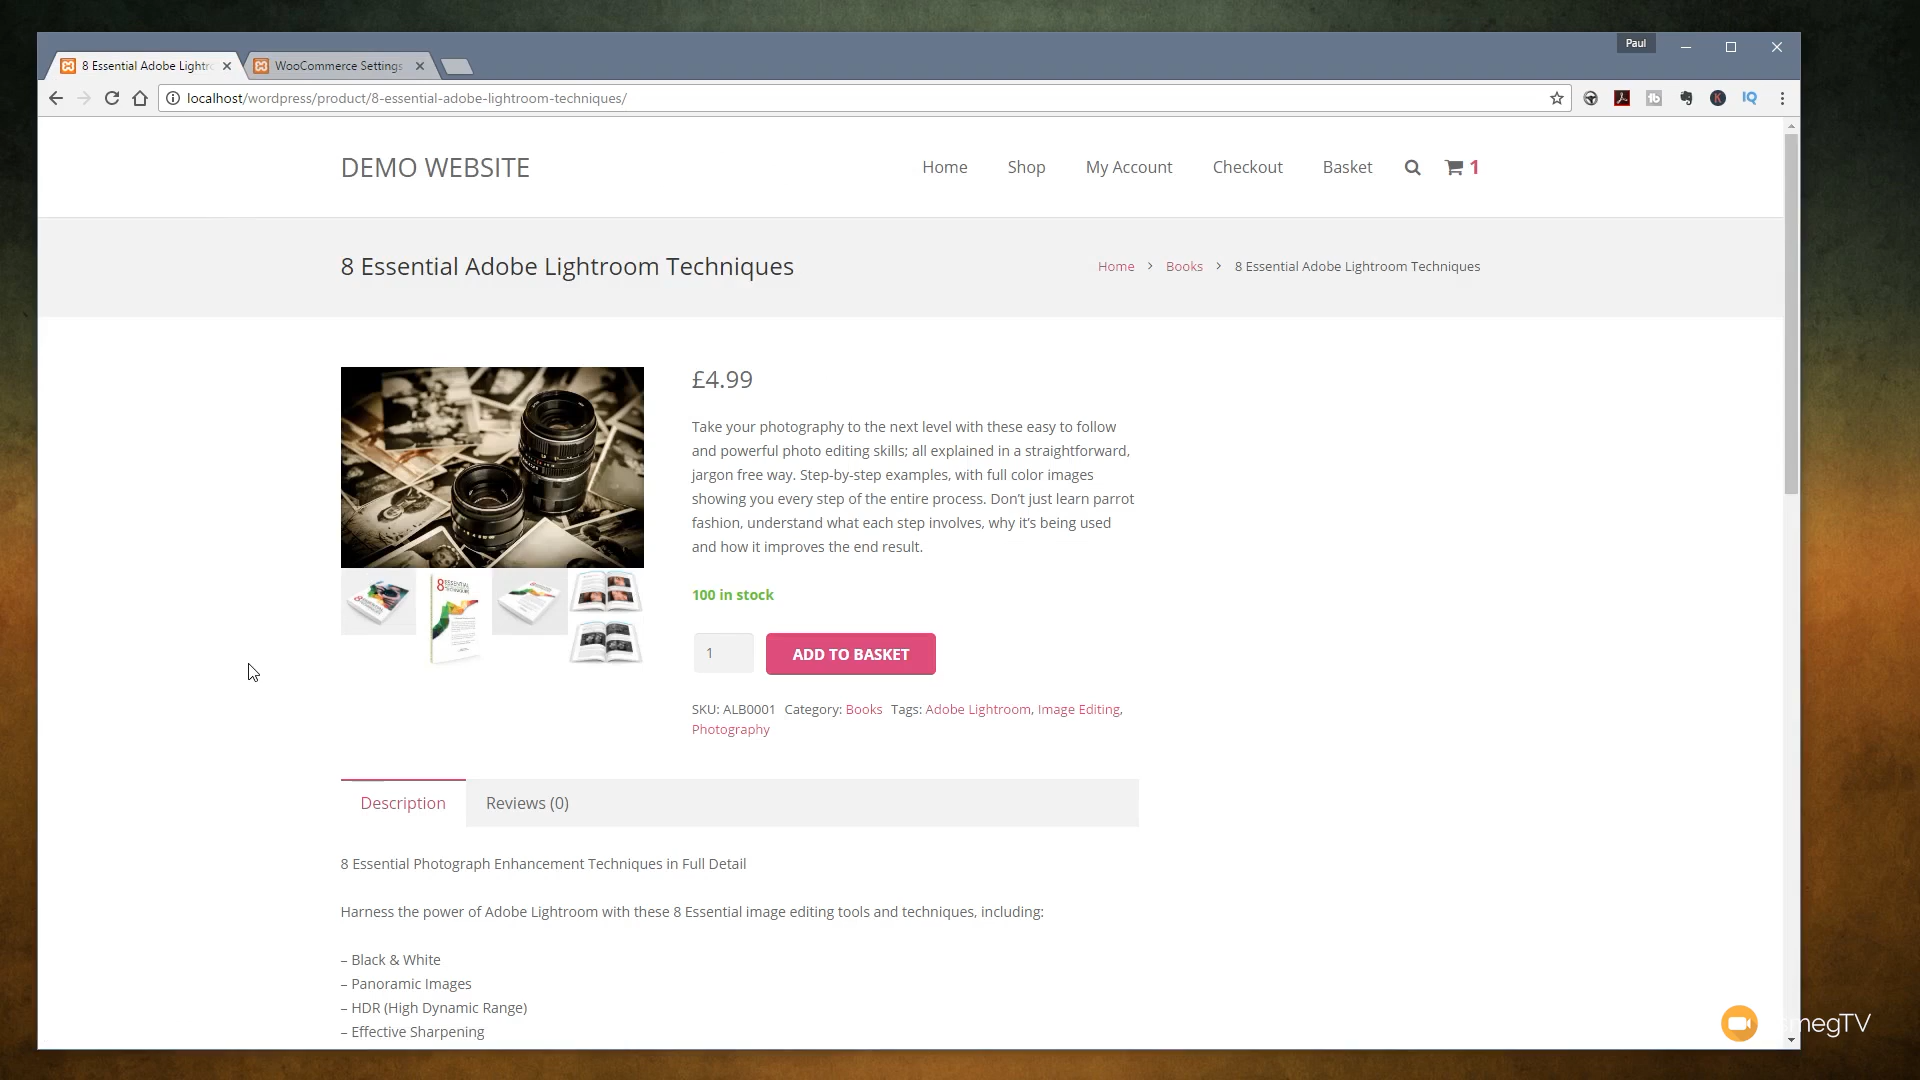 Paul
8 Essential Adobe Lightr
WooCommerce Settings
localhost/wordpress/product/8-essential-adobe-lightroom-techniques/
IQ
DEMO WEBSITE
Home
Shop
My Account
Checkout
Basket
1
8 Essential Adobe Lightroom Techniques
Home > Books > 8 Essential Adobe Lightroom Techniques
£4.99
Take your photography to the next level with these easy to follow
and powerful photo editing skills; all explained in a straightforward,
jargon free way. Step-by-step examples, with full color images
showing you every step of the entire process. Don’t just learn parrot
fashion, understand what each step involves, why it’s being used
and how it improves the end result.
100 in stock
1
ADD TO BASKET
SKU: ALB0001 Category: Books Tags: Adobe Lightroom, Image Editing,
Photography
Description
Reviews (0)
8 Essential Photograph Enhancement Techniques in Full Detail
Harness the power of Adobe Lightroom with these 8 Essential image editing tools and techniques, including:
– Black & White
– Panoramic Images
– HDR (High Dynamic Range)
– Effective Sharpening
megTV